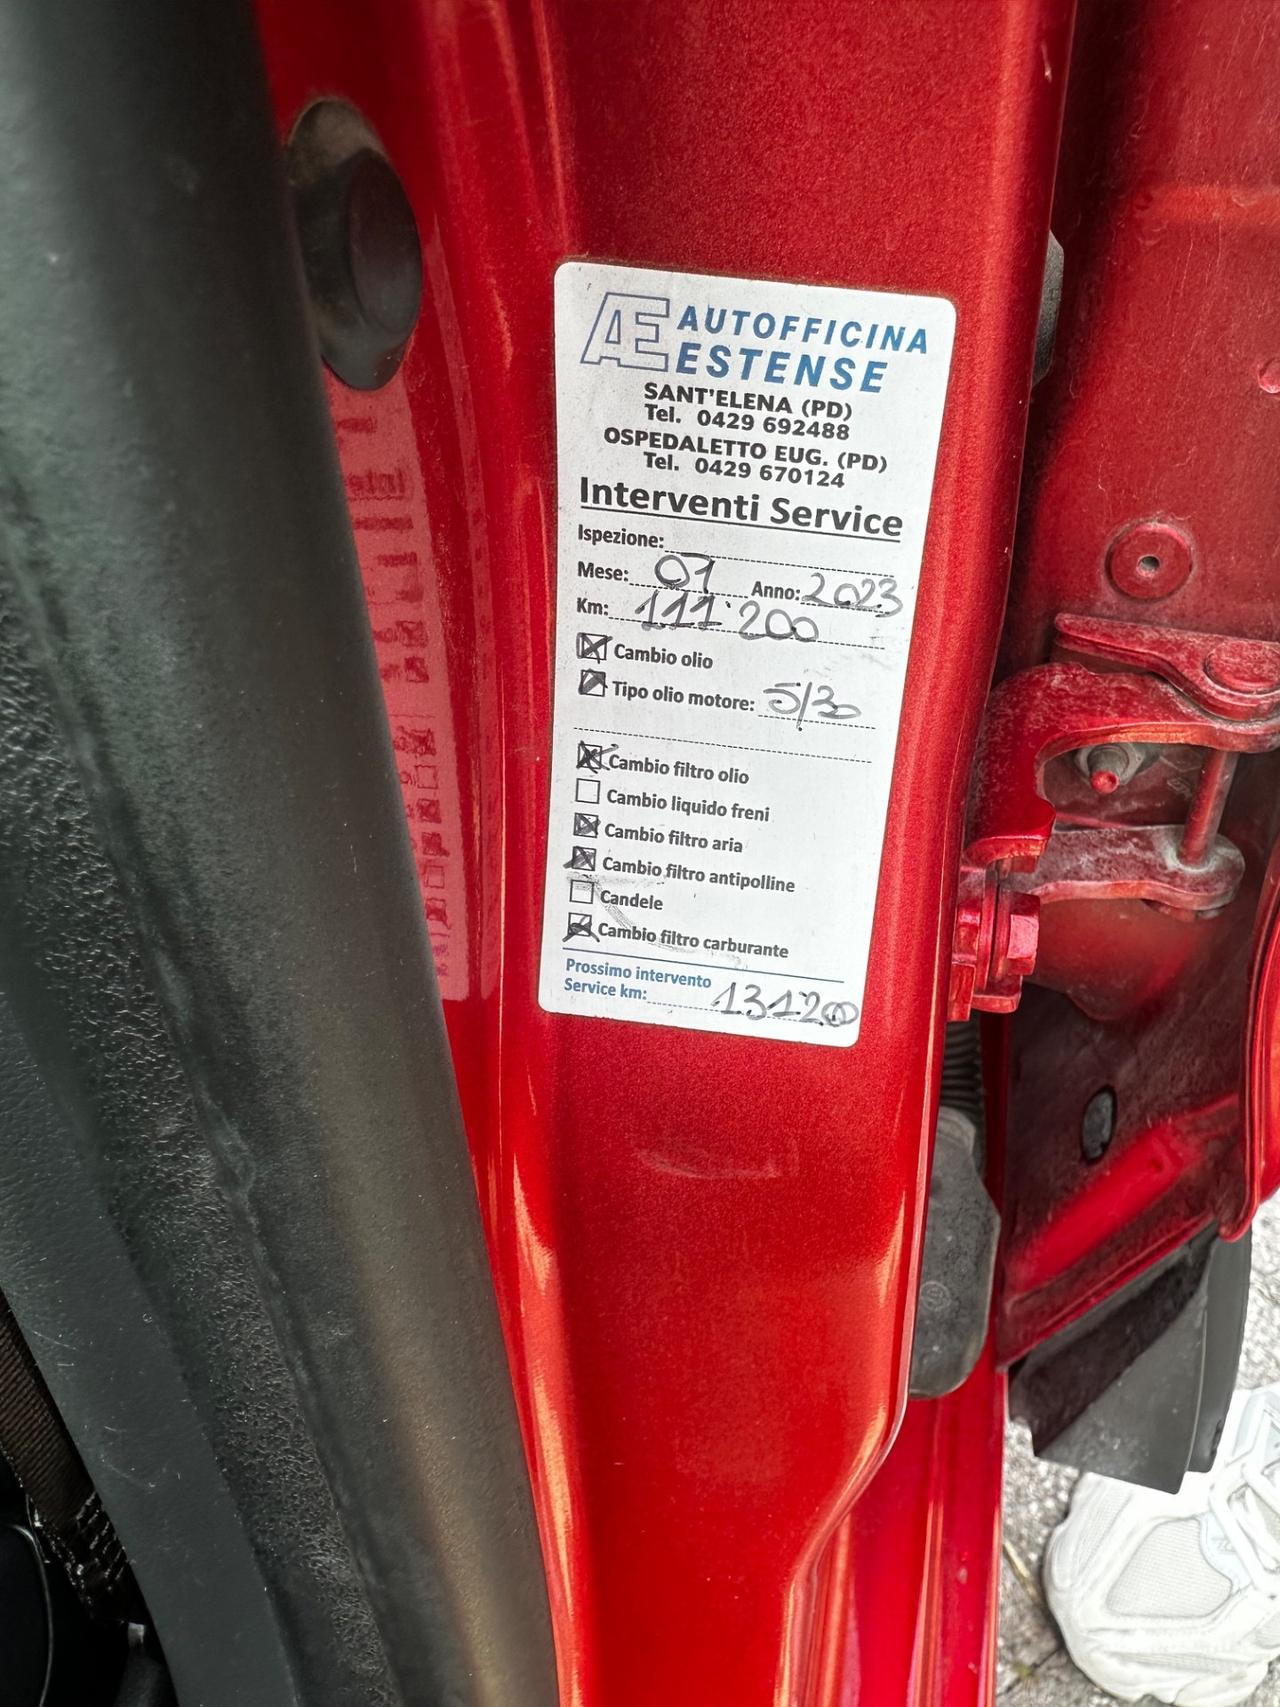 Æ AUTOFFICINA
ESTENSE
SANT'ELENA (PD)
Tel. 0429 692488
OSPEDALETTO EUG. (PD)
Tel. 0429 670124
Interventi Service
Ispezione:
Mese: 01 Anno: 2023
Km: 111'200
Cambio olio
Tipo olio motore: 5/30
Cambio filtro olio
Cambio liquido freni
Cambio filtro aria
Cambio filtro antipolline
Candele
Cambio filtro carburante
Prossimo intervento
Service km: 131200